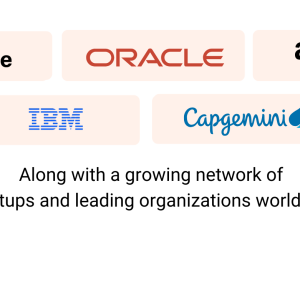 e
ORACLE
a
IBM
Capgemini
Along with a growing network of
tups and leading organizations world